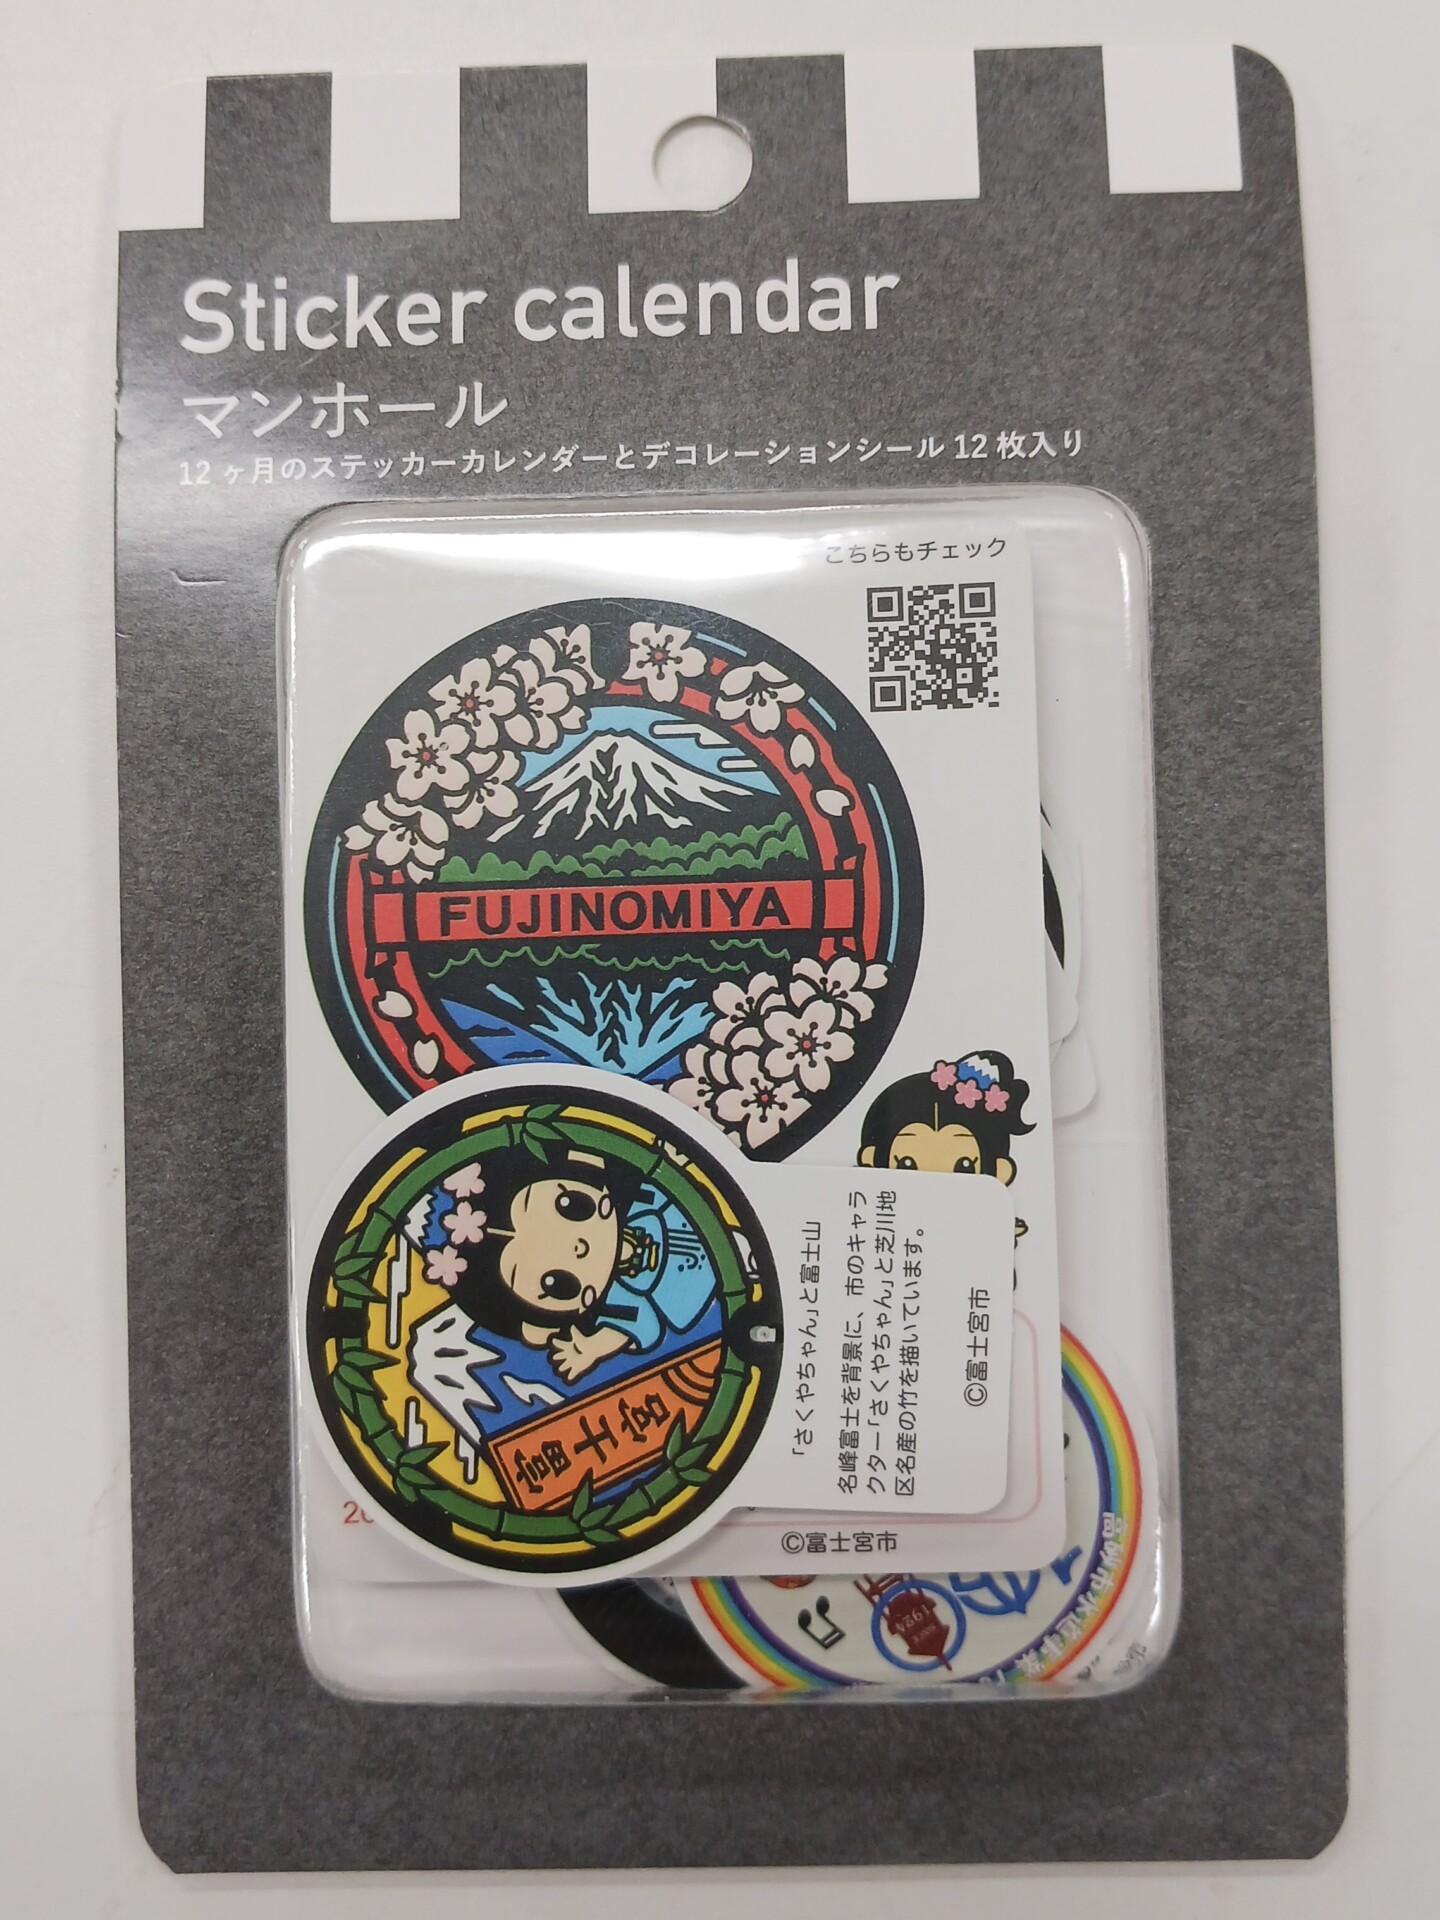 Sticker calendar
マンホール
12ヶ月のステッカーカレンダーとデコレーションシール12枚入り
こちらもチェック
FUJINOMIYA
「さくやちゃん」と富士山
名峰富士を背景に、市のキャラ
クター「さくやちゃん」と芝川地
区名産の竹を描いています。
©富士宮市
©富士宮市
1924